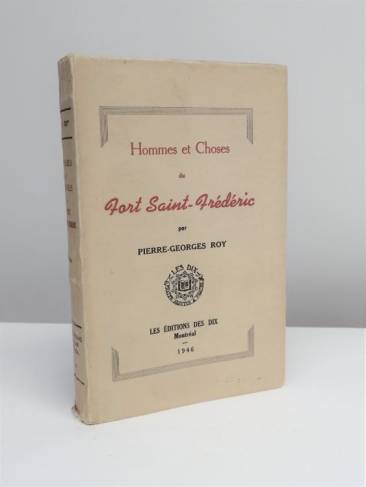 Hommes et Choses
du
Fort Saint-Frédéric
par
PIERRE-GEORGES ROY
LES DIX
LES ÉDITIONS DES DIX
Montréal
1946